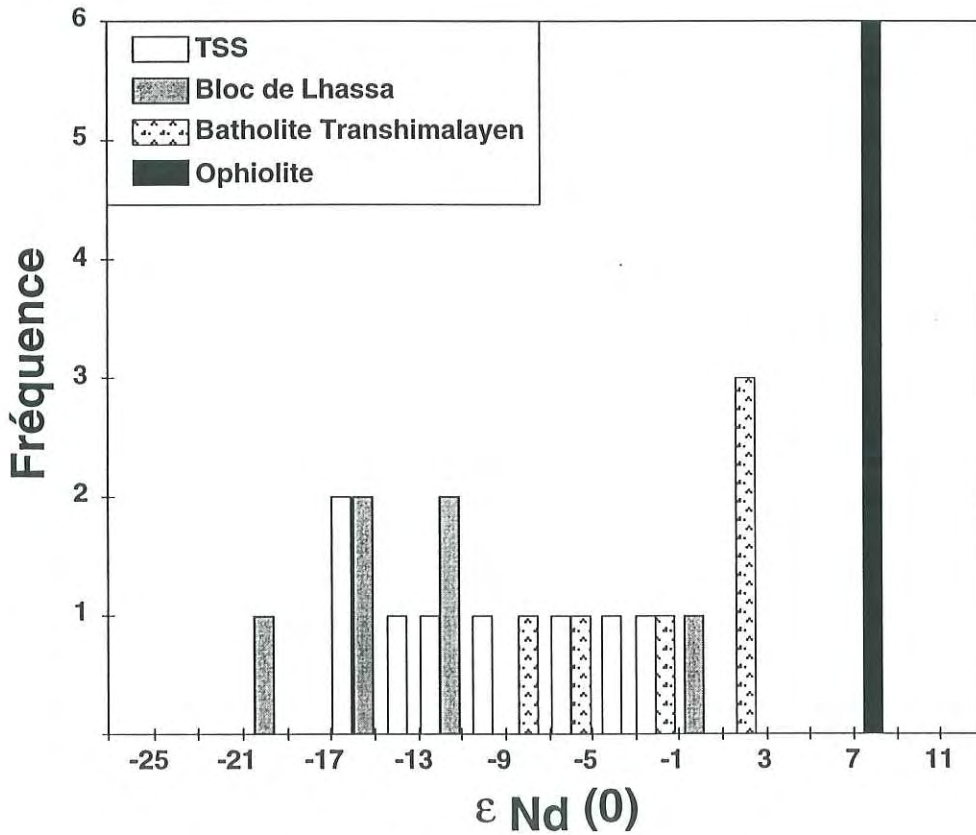 6
5
4
3
2
1
Fréquence
TSS
Bloc de Lhassa
Batholite Transhimalayen
Ophiolite
-25 -21 -17 -13 -9 -5 -1 3 7 11
ε Nd (0)